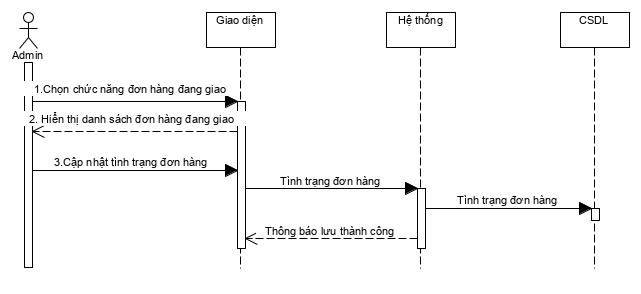 Giao diện
Hệ thống
CSDL
Admin
1.Chọn chức năng đơn hàng đang giao
2. Hiển thị danh sách đơn hàng đang giao
3.Cập nhật tình trạng đơn hàng
Tình trạng đơn hàng
Tình trạng đơn hàng
Thông báo lưu thành công